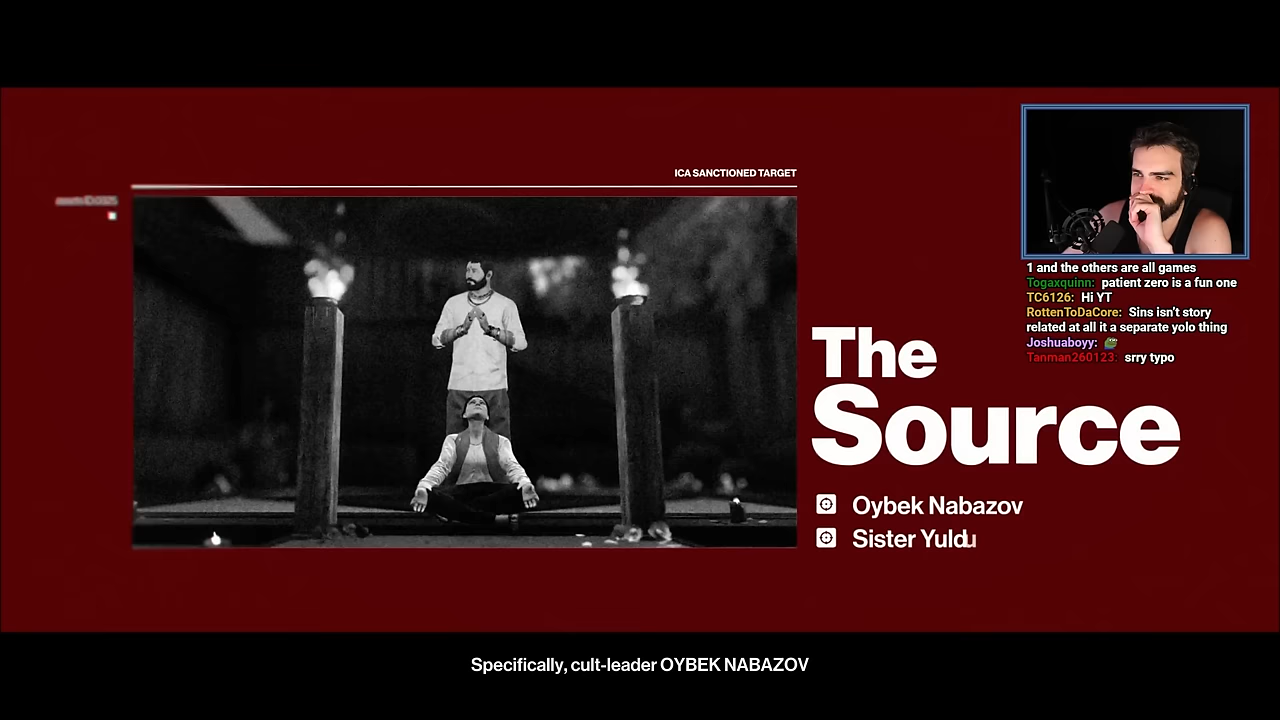 ICA SANCTIONED TARGET
1 and the others are all games
Togaxquinn: patient zero is a fun one
TC6126: Hi YT
RottenToDaCore: Sins isn't story
related at all it a separate yolo thing
Joshuaboyy:
Tanman260123: srry typo
The
Source
Oybek Nabazov
Sister Yuldu
Specifically, cult-leader OYBEK NABAZOV